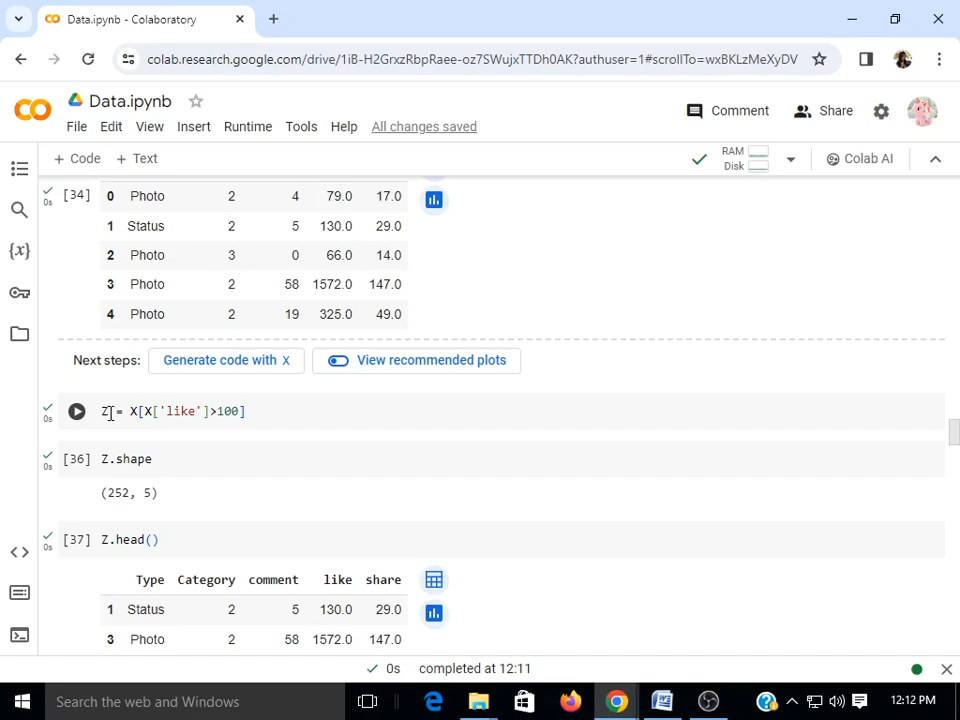 Data.ipynb - Colaboratory
colab.research.google.com/drive/1iB-H2GrxzRbpRaee-oz7SWujxTTDh0AK?authuser=1#scrollTo=wxBKLzMeXyDV
Data.ipynb
File Edit View Insert Runtime Tools Help All changes saved
Comment Share
+ Code + Text
RAM
Disk
Colab AI
[34] 0 Photo 2 4 79.0 17.0
0s
1 Status 2 5 130.0 29.0
2 Photo 3 0 66.0 14.0
3 Photo 2 58 1572.0 147.0
4 Photo 2 19 325.0 49.0
Next steps: Generate code with X View recommended plots
Z = X[X['like']>100]
0s
[36] Z.shape
0s
(252, 5)
[37] Z.head()
0s
Type Category comment like share
1 Status 2 5 130.0 29.0
3 Photo 2 58 1572.0 147.0
0s completed at 12:11
Search the web and Windows
12:12 PM